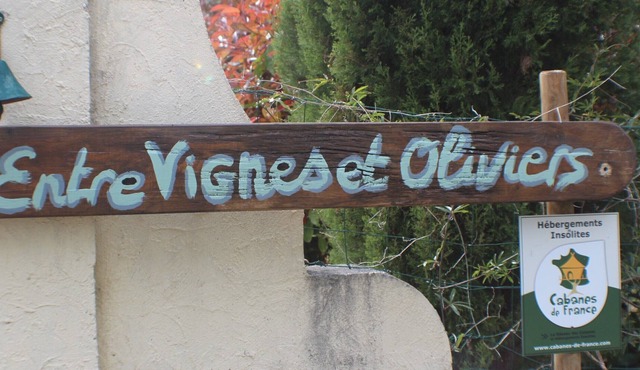 Entre Vignes et Oliviers
Hébergements
Insolites
Cabanes
de france
www.cabanes-de-france.com